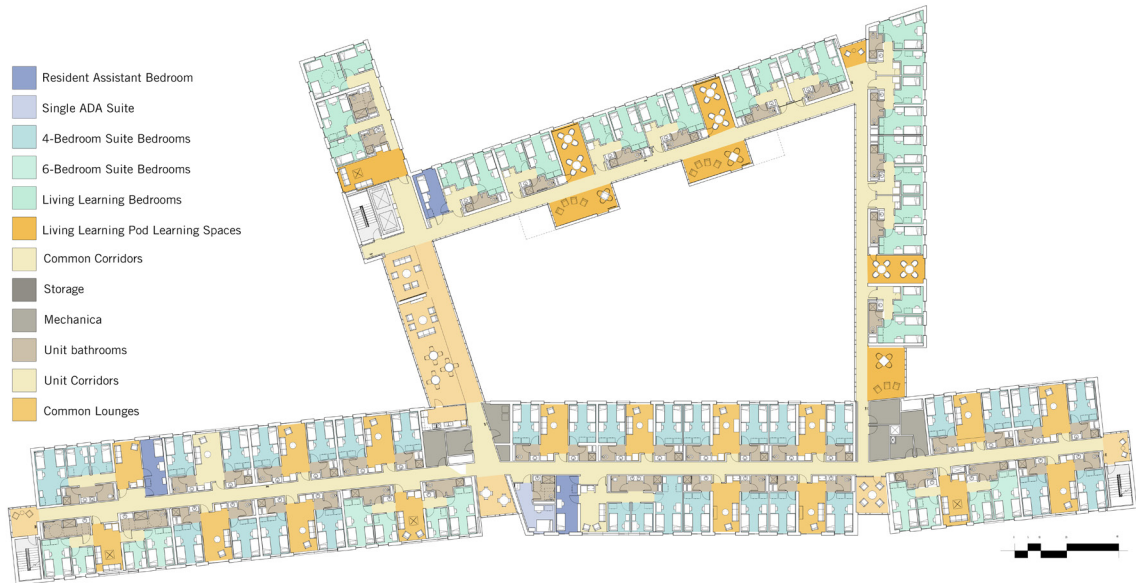 Resident Assistant Bedroom
Single ADA Suite
4-Bedroom Suite Bedrooms
6-Bedroom Suite Bedrooms
Living Learning Bedrooms
Living Learning Pod Learning Spaces
Common Corridors
Storage
Mechanica
Unit bathrooms
Unit Corridors
Common Lounges